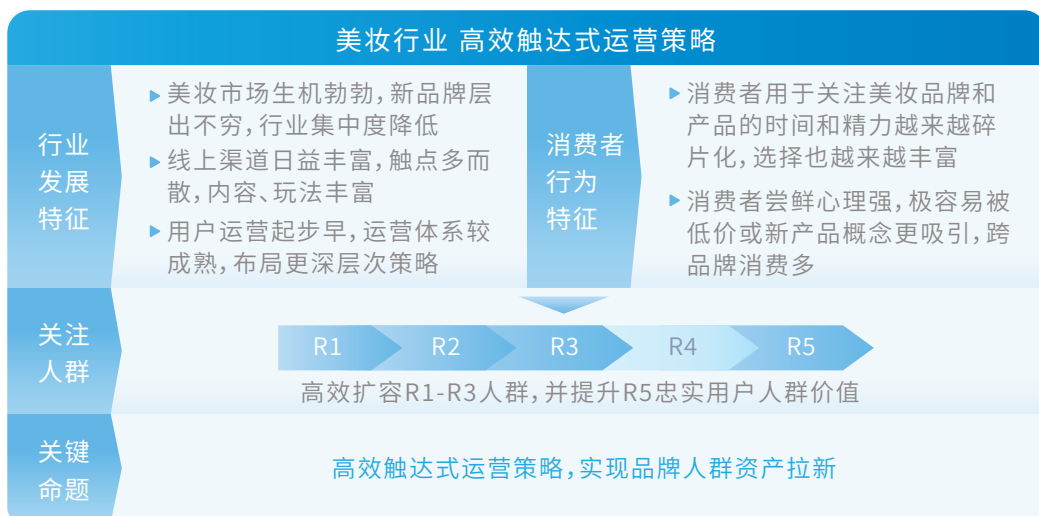 美妆行业 高效触达式运营策略
行业
发展
特征
美妆市场生机勃勃,新品牌层
出不穷,行业集中度降低
线上渠道日益丰富,触点多而
散,内容、玩法丰富
用户运营起步早,运营体系较
成熟,布局更深层次策略
消费者
行为
特征
消费者用于关注美妆品牌和
产品的时间和精力越来越碎
片化,选择也越来越丰富
消费者尝鲜心理强,极容易被
低价或新产品概念更吸引,跨
品牌消费多
关注
人群
R1 R2 R3 R4 R5
高效扩容R1-R3人群,并提升R5忠实用户人群价值
关键
命题
高效触达式运营策略,实现品牌人群资产拉新